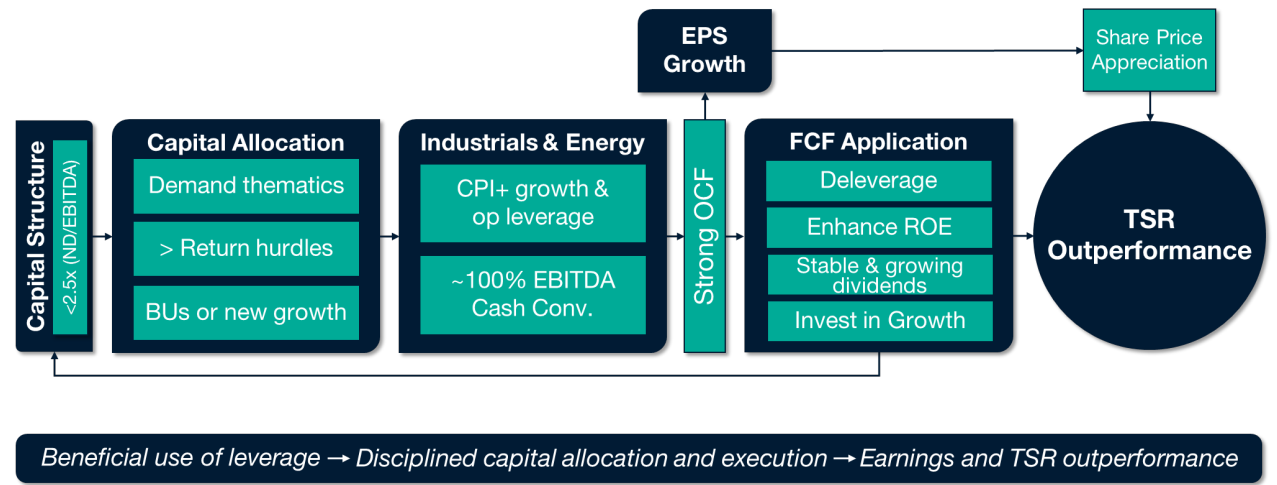 EPS
Growth
Share Price
Appreciation
Capital Structure
<2.5x (ND/EBITDA)
Capital Allocation
Demand thematics
> Return hurdles
BUs or new growth
Industrials & Energy
CPI+ growth &
op leverage
~100% EBITDA
Cash Conv.
Strong OCF
FCF Application
Deleverage
Enhance ROE
Stable & growing
dividends
Invest in Growth
TSR
Outperformance
Beneficial use of leverage → Disciplined capital allocation and execution → Earnings and TSR outperformance